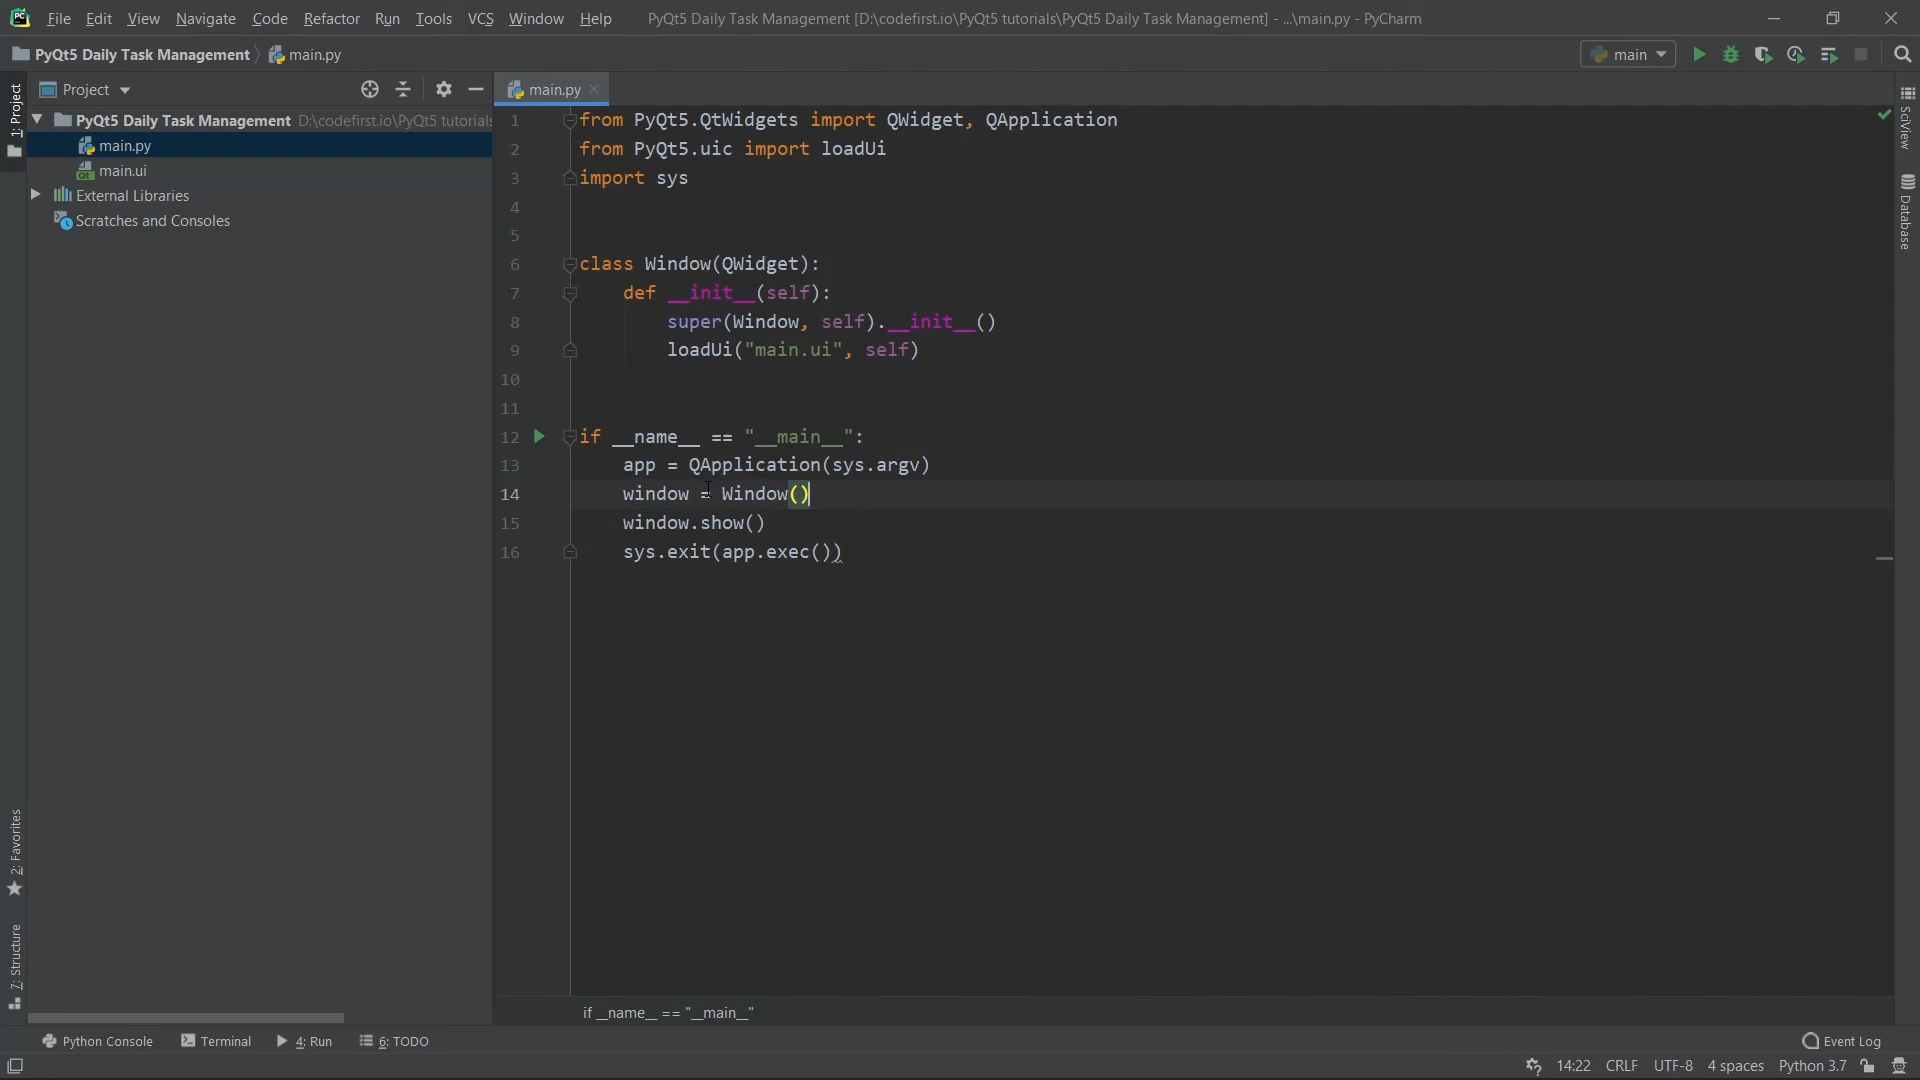 File Edit View Navigate Code Refactor Run Tools VCS Window Help PyQt5 Daily Task Management [D:\codefirst.io\PyQt5 tutorials\PyQt5 Daily Task Management] - ...\main.py - PyCharm
PyQt5 Daily Task Management main.py main
Project main.py
1: Project
PyQt5 Daily Task Management D:\codefirst.io\PyQt5 tutorials
main.py
main.ui
External Libraries
Scratches and Consoles
1 from PyQt5.QtWidgets import QWidget, QApplication
2 from PyQt5.uic import loadUi
3 import sys
4
5
6 class Window(QWidget):
7 def __init__(self):
8 super(Window, self).__init__()
9 loadUi("main.ui", self)
10
11
12 if __name__ == "__main__":
13 app = QApplication(sys.argv)
14 window = Window()
15 window.show()
16 sys.exit(app.exec())
SciView
Database
2: Favorites
7: Structure
if __name__ == "__main__"
Python Console Terminal 4: Run 6: TODO Event Log
14:22 CRLF UTF-8 4 spaces Python 3.7